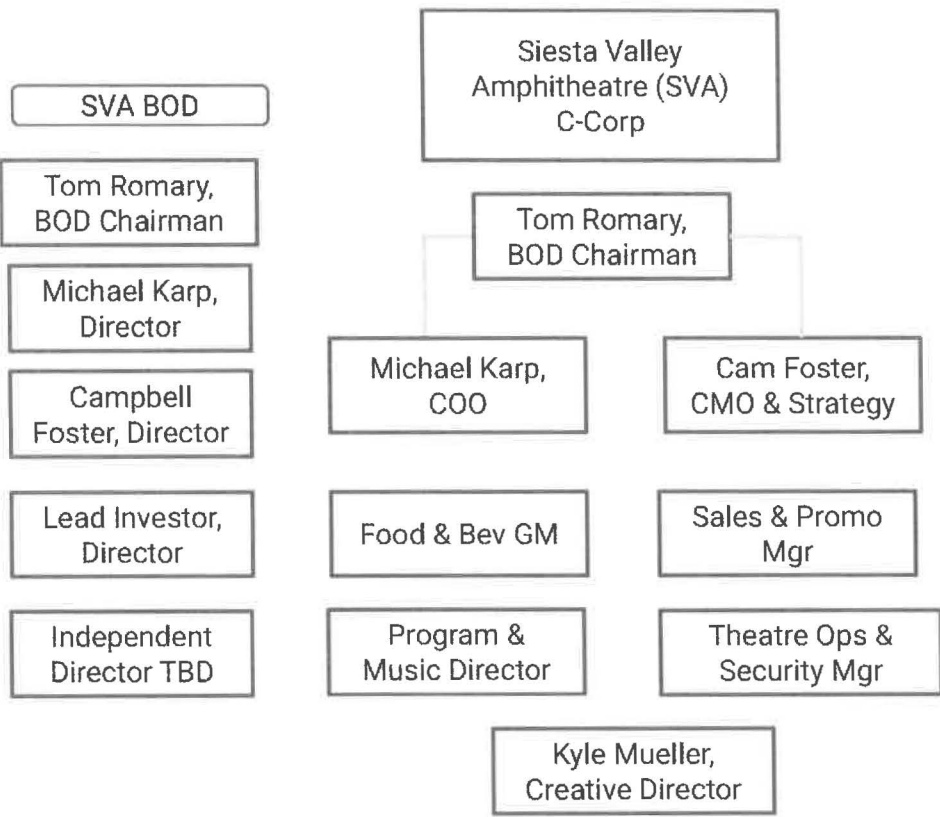 Siesta Valley
Amphitheatre (SVA)
C-Corp
SVA BOD
Tom Romary,
BOD Chairman
Michael Karp,
Director
Campbell
Foster, Director
Lead Investor,
Director
Independent
Director TBD
Tom Romary,
BOD Chairman
Michael Karp,
COO
Cam Foster,
CMO & Strategy
Food & Bev GM
Sales & Promo
Mgr
Program &
Music Director
Theatre Ops &
Security Mgr
Kyle Mueller,
Creative Director